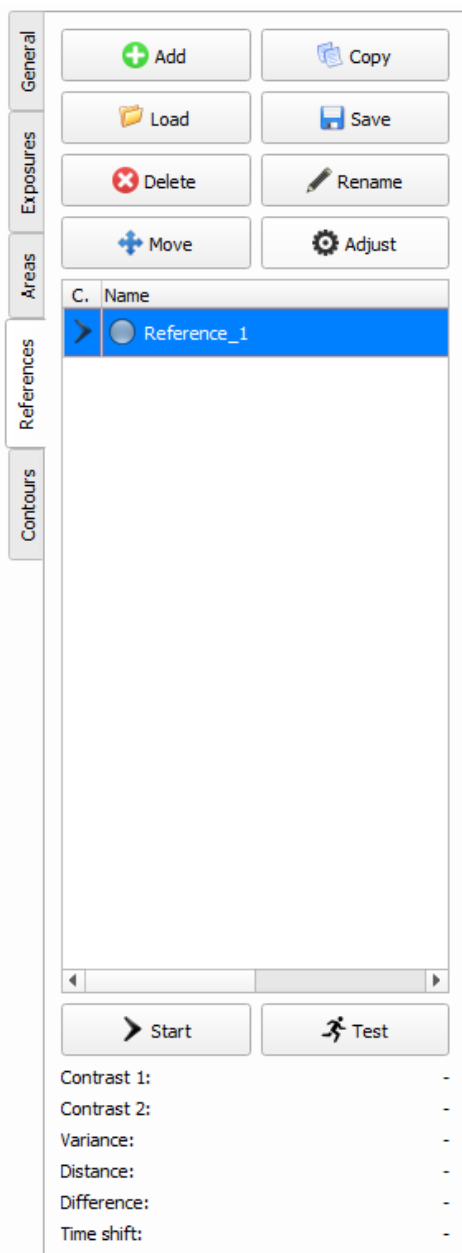 General
Exposures
Areas
References
Contours
Add Copy
Load Save
Delete Rename
Move Adjust
C. Name
Reference_1
Start Test
Contrast 1: -
Contrast 2: -
Variance: -
Distance: -
Difference: -
Time shift: -